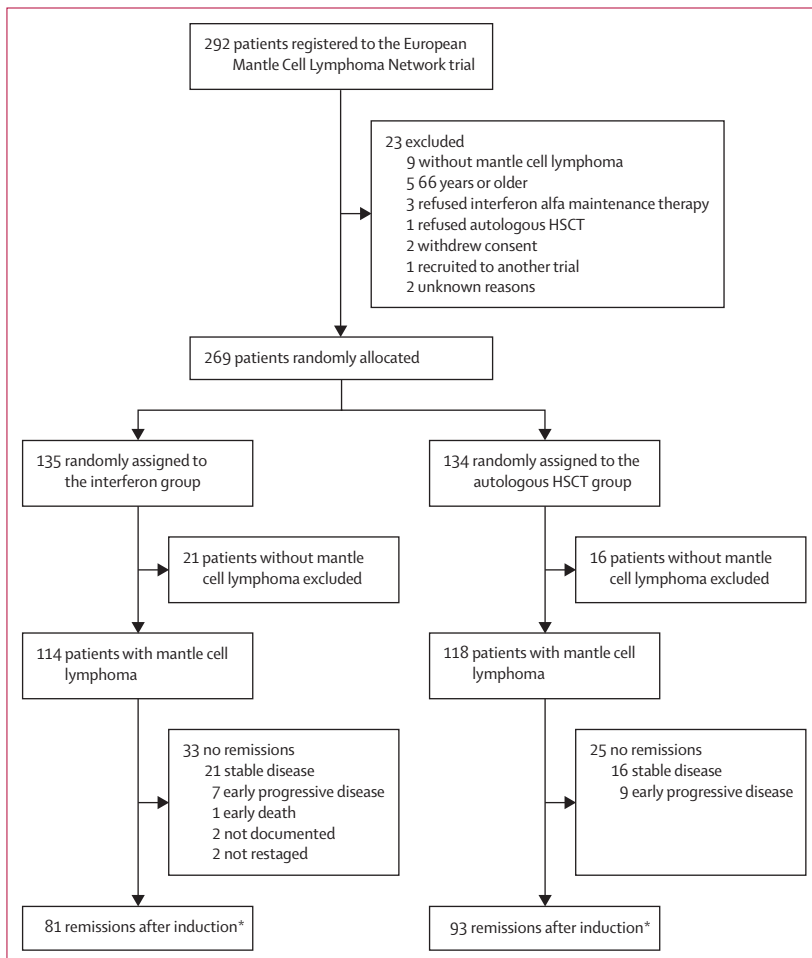 292 patients registered to the European
Mantle Cell Lymphoma Network trial
23 excluded
9 without mantle cell lymphoma
5 66 years or older
3 refused interferon alfa maintenance therapy
1 refused autologous HSCT
2 withdrew consent
1 recruited to another trial
2 unknown reasons
269 patients randomly allocated
135 randomly assigned to
the interferon group
134 randomly assigned to the
autologous HSCT group
21 patients without mantle
cell lymphoma excluded
16 patients without mantle
cell lymphoma excluded
114 patients with mantle cell
lymphoma
118 patients with mantle cell
lymphoma
33 no remissions
21 stable disease
7 early progressive disease
1 early death
2 not documented
2 not restaged
25 no remissions
16 stable disease
9 early progressive disease
81 remissions after induction*
93 remissions after induction*